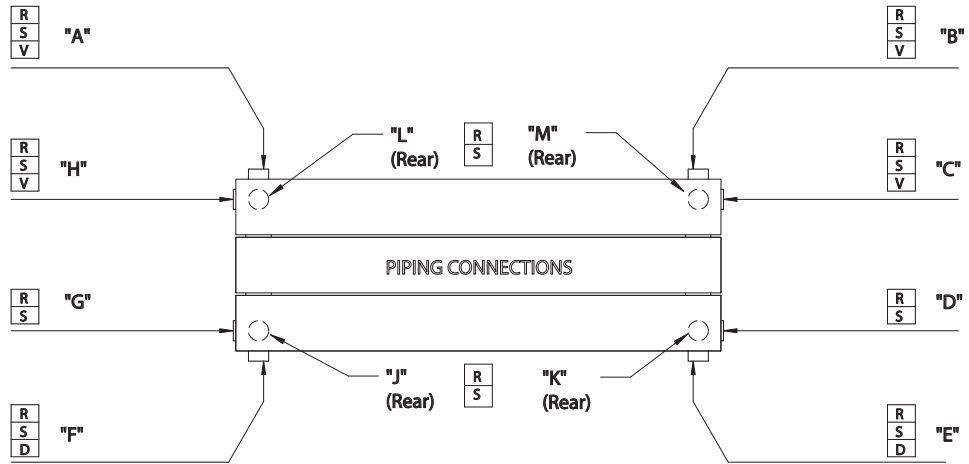 R
S
V
"A"
R
S
V
"B"
"L"
(Rear)
R
S
"M"
(Rear)
R
S
V
"H"
R
S
V
"C"
PIPING CONNECTIONS
R
S
"G"
R
S
"D"
"J"
(Rear)
R
S
"K"
(Rear)
R
S
D
"F"
R
S
D
"E"